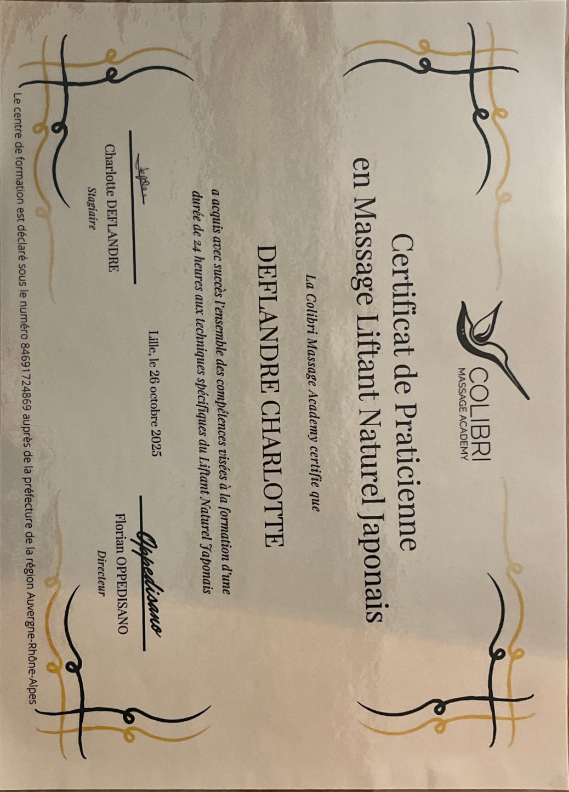 COLIBRI
MASSAGE ACADEMY
Certificat de Praticienne
en Massage Liftant Naturel Japonais
La Colibri Massage Academy certifie que
DEFLANDRE CHARLOTTE
a acquis avec succès l'ensemble des compétences visées à la formation d'une
durée de 24 heures aux techniques spécifiques du Liftant Naturel Japonais
Lille, le 26 octobre 2025
Charlotte DEFLANDRE
Stagiaire
Oppedisano
Florian OPPEDISANO
Directeur
Le centre de formation est déclaré sous le numéro 84691724869 auprès de la préfecture de la région Auvergne-Rhône-Alpes